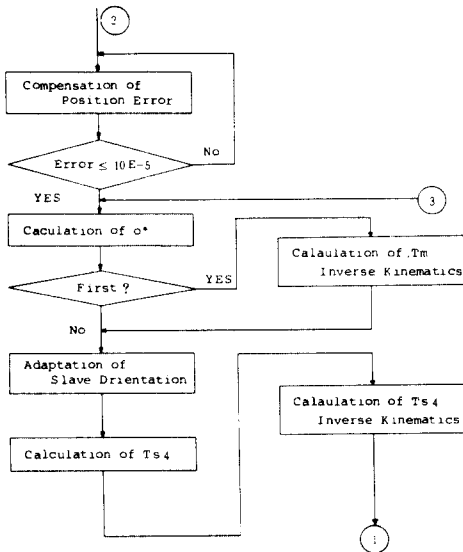 2
Compensation of
Position Error
Error ≤ 10E-5
No
YES
3
Caculation of o*
YES
Calaulation of .Tm
Inverse Kinematics
First?
No
Adaptation of
Slave Drientation
Calaulation of Ts4
Inverse Kinematics
Calculation of Ts4
1